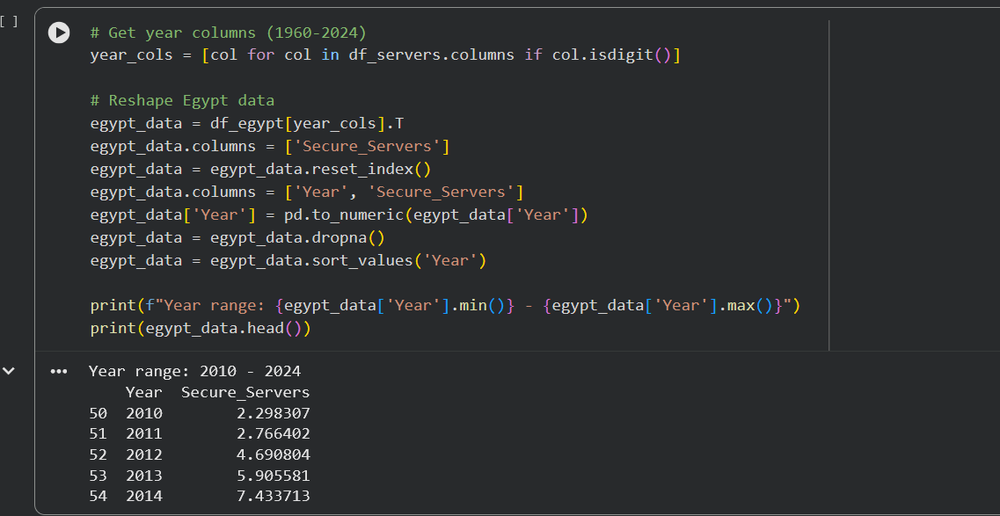 [ ]
# Get year columns (1960-2024)
year_cols = [col for col in df_servers.columns if col.isdigit()]
# Reshape Egypt data
egypt_data = df_egypt[year_cols].T
egypt_data.columns = ['Secure_Servers']
egypt_data = egypt_data.reset_index()
egypt_data.columns = ['Year', 'Secure_Servers']
egypt_data['Year'] = pd.to_numeric(egypt_data['Year'])
egypt_data = egypt_data.dropna()
egypt_data = egypt_data.sort_values('Year')
print(f"Year range: {egypt_data['Year'].min()} - {egypt_data['Year'].max()}")
print(egypt_data.head())
Year range: 2010 - 2024
Year Secure_Servers
50 2010 2.298307
51 2011 2.766402
52 2012 4.690804
53 2013 5.905581
54 2014 7.433713